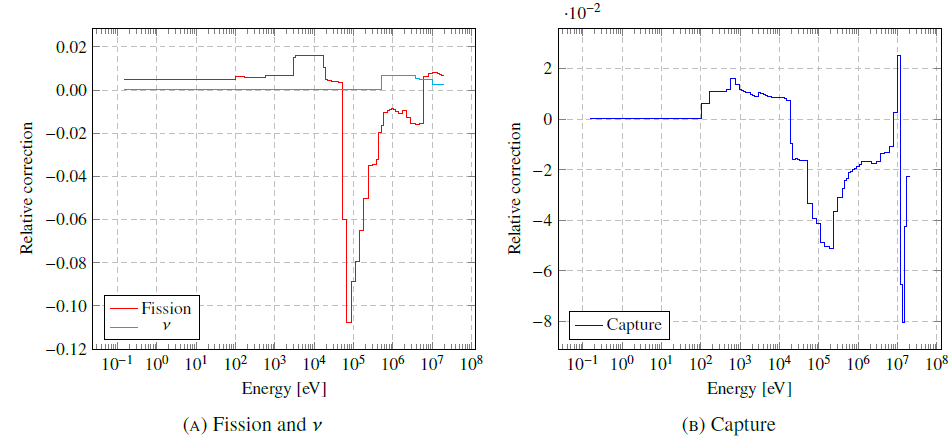 ·10⁻²
0.02
0.00
−0.02
−0.04
−0.06
−0.08
−0.10
−0.12
Relative correction
Fission
ν
10⁻¹ 10⁰ 10¹ 10² 10³ 10⁴ 10⁵ 10⁶ 10⁷ 10⁸
Energy [eV]
(A) Fission and ν
2
0
−2
−4
−6
−8
Relative correction
Capture
10⁻¹ 10⁰ 10¹ 10² 10³ 10⁴ 10⁵ 10⁶ 10⁷ 10⁸
Energy [eV]
(B) Capture